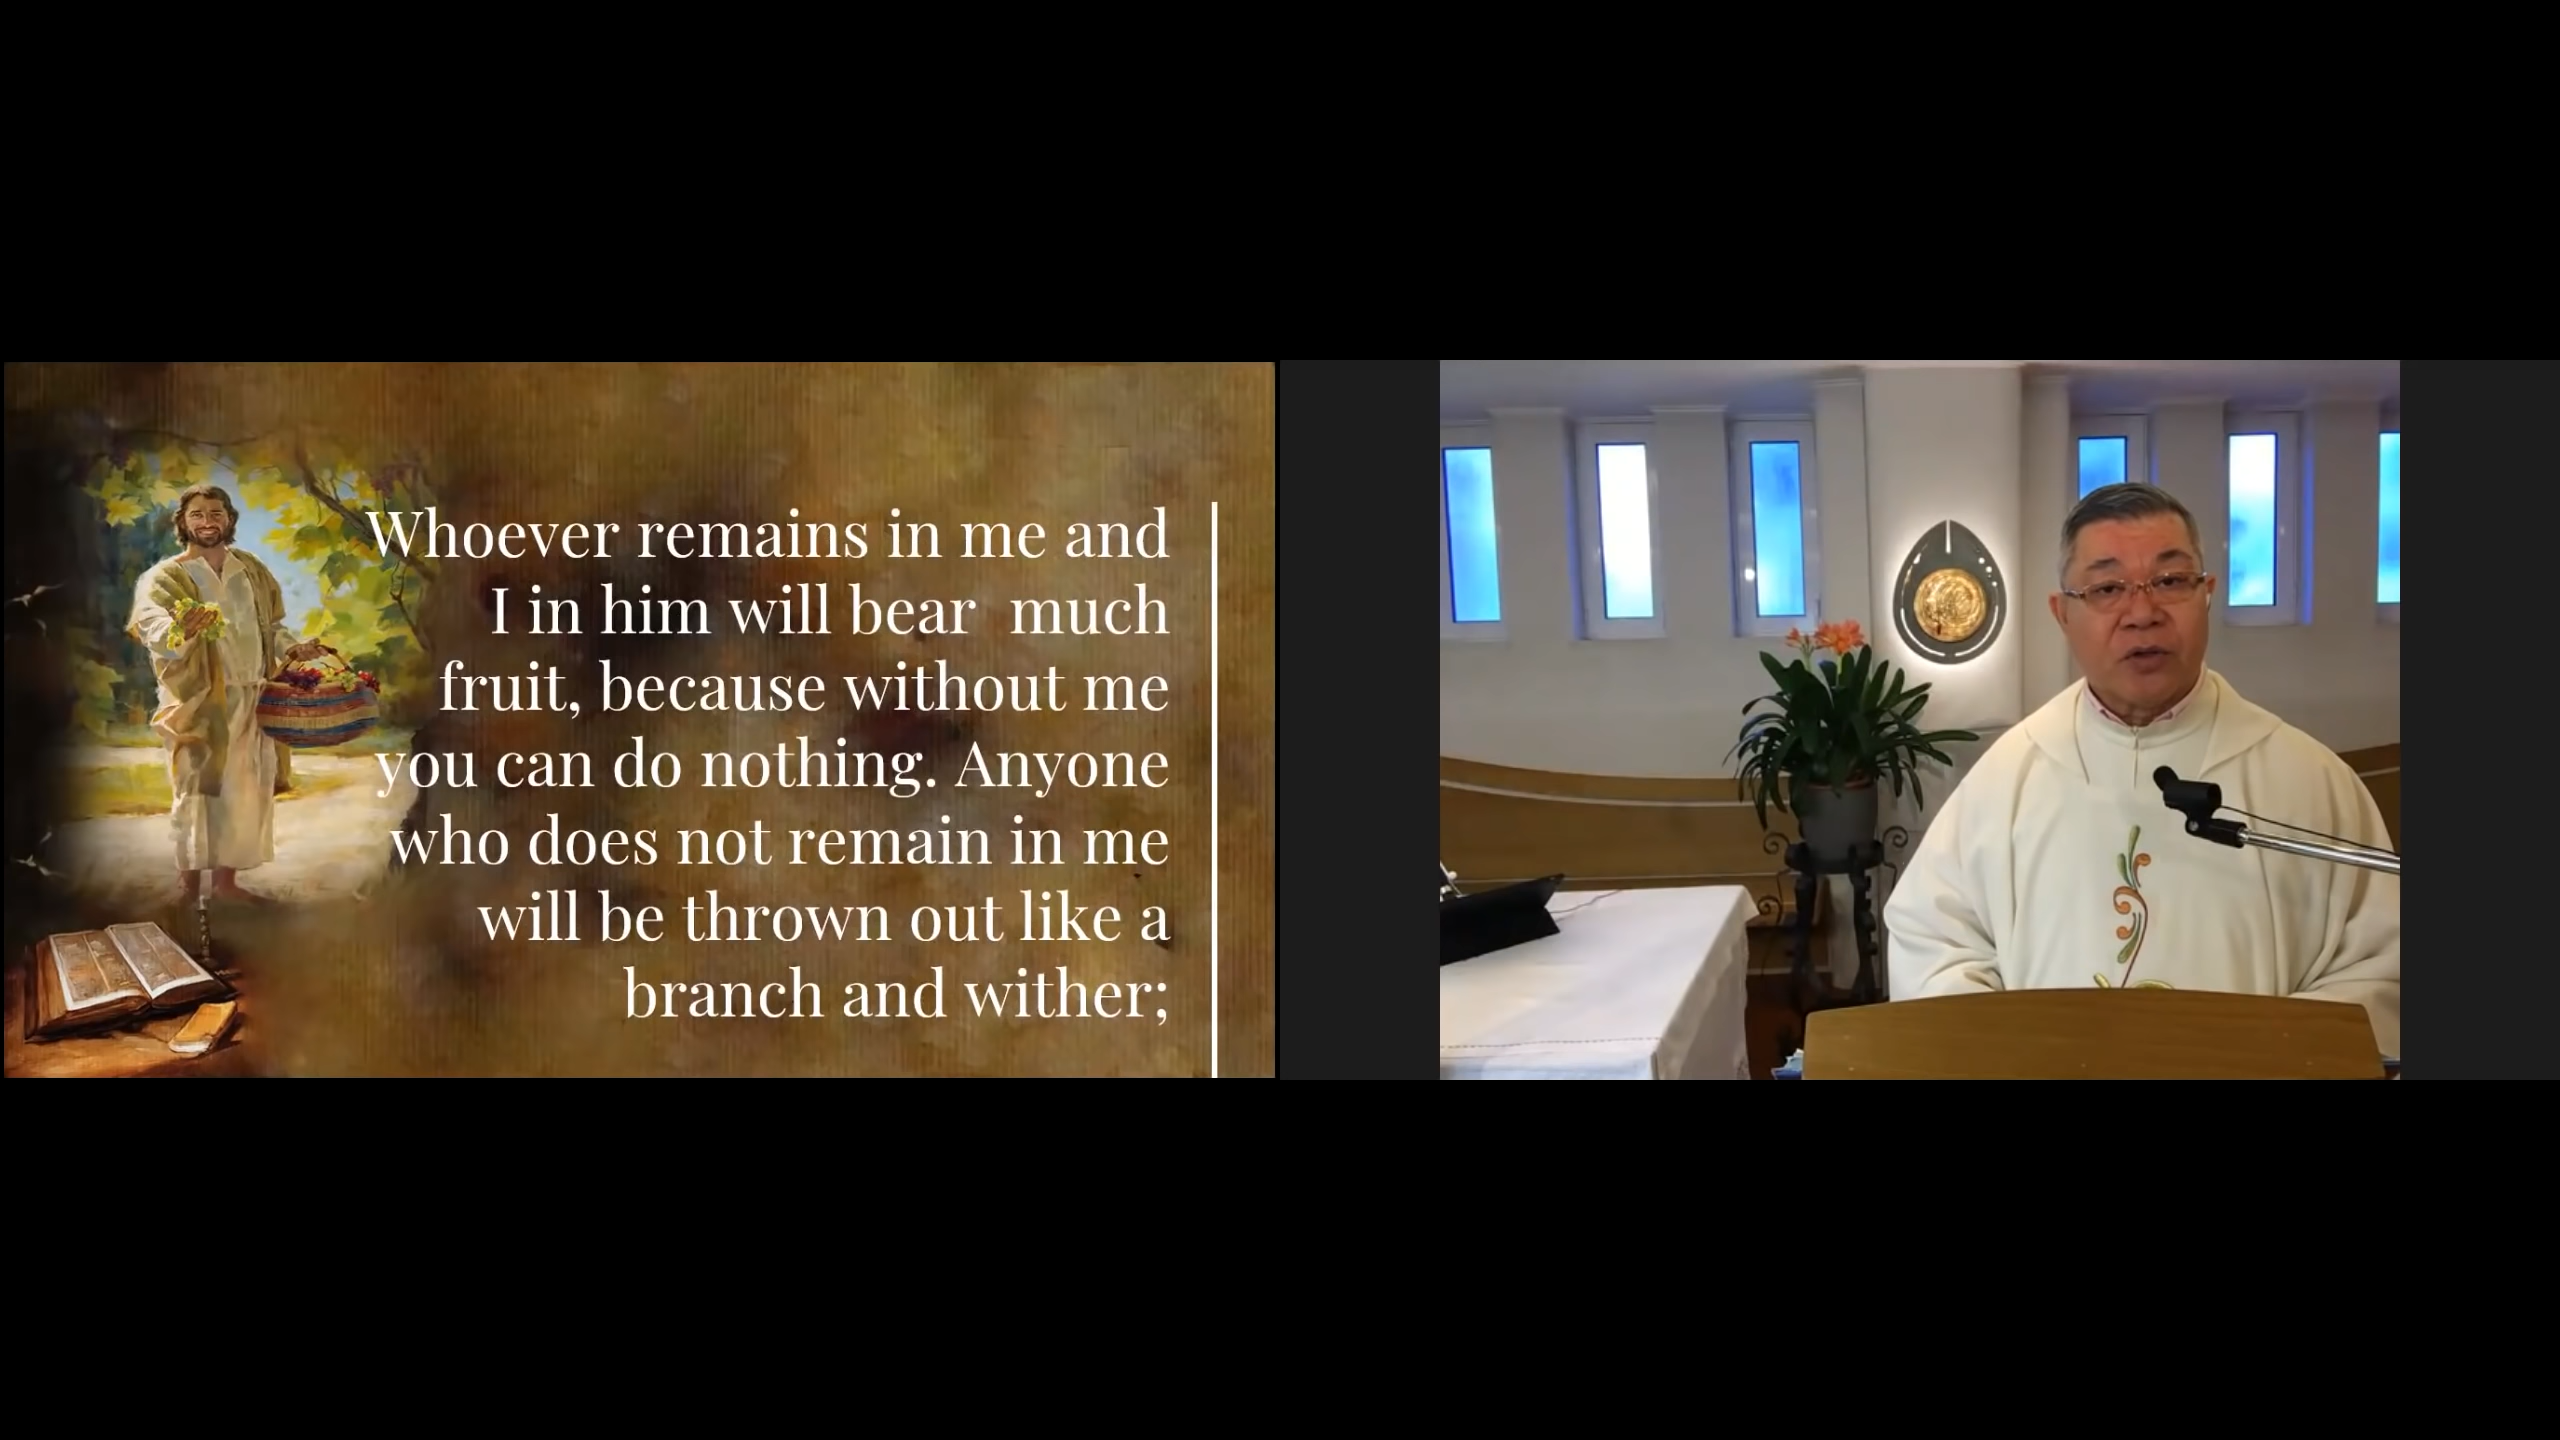 Whoever remains in me and
I in him will bear  much
fruit, because without me
you can do nothing. Anyone
who does not remain in me
will be thrown out like a
branch and wither;